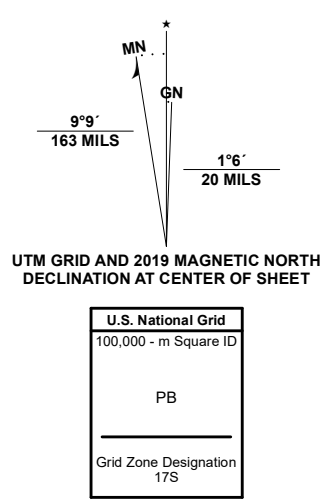 ★
MN
GN
9°9´
163 MILS
1°6´
20 MILS
UTM GRID AND 2019 MAGNETIC NORTH
DECLINATION AT CENTER OF SHEET
U.S. National Grid
100,000 - m Square ID
PB
Grid Zone Designation
17S